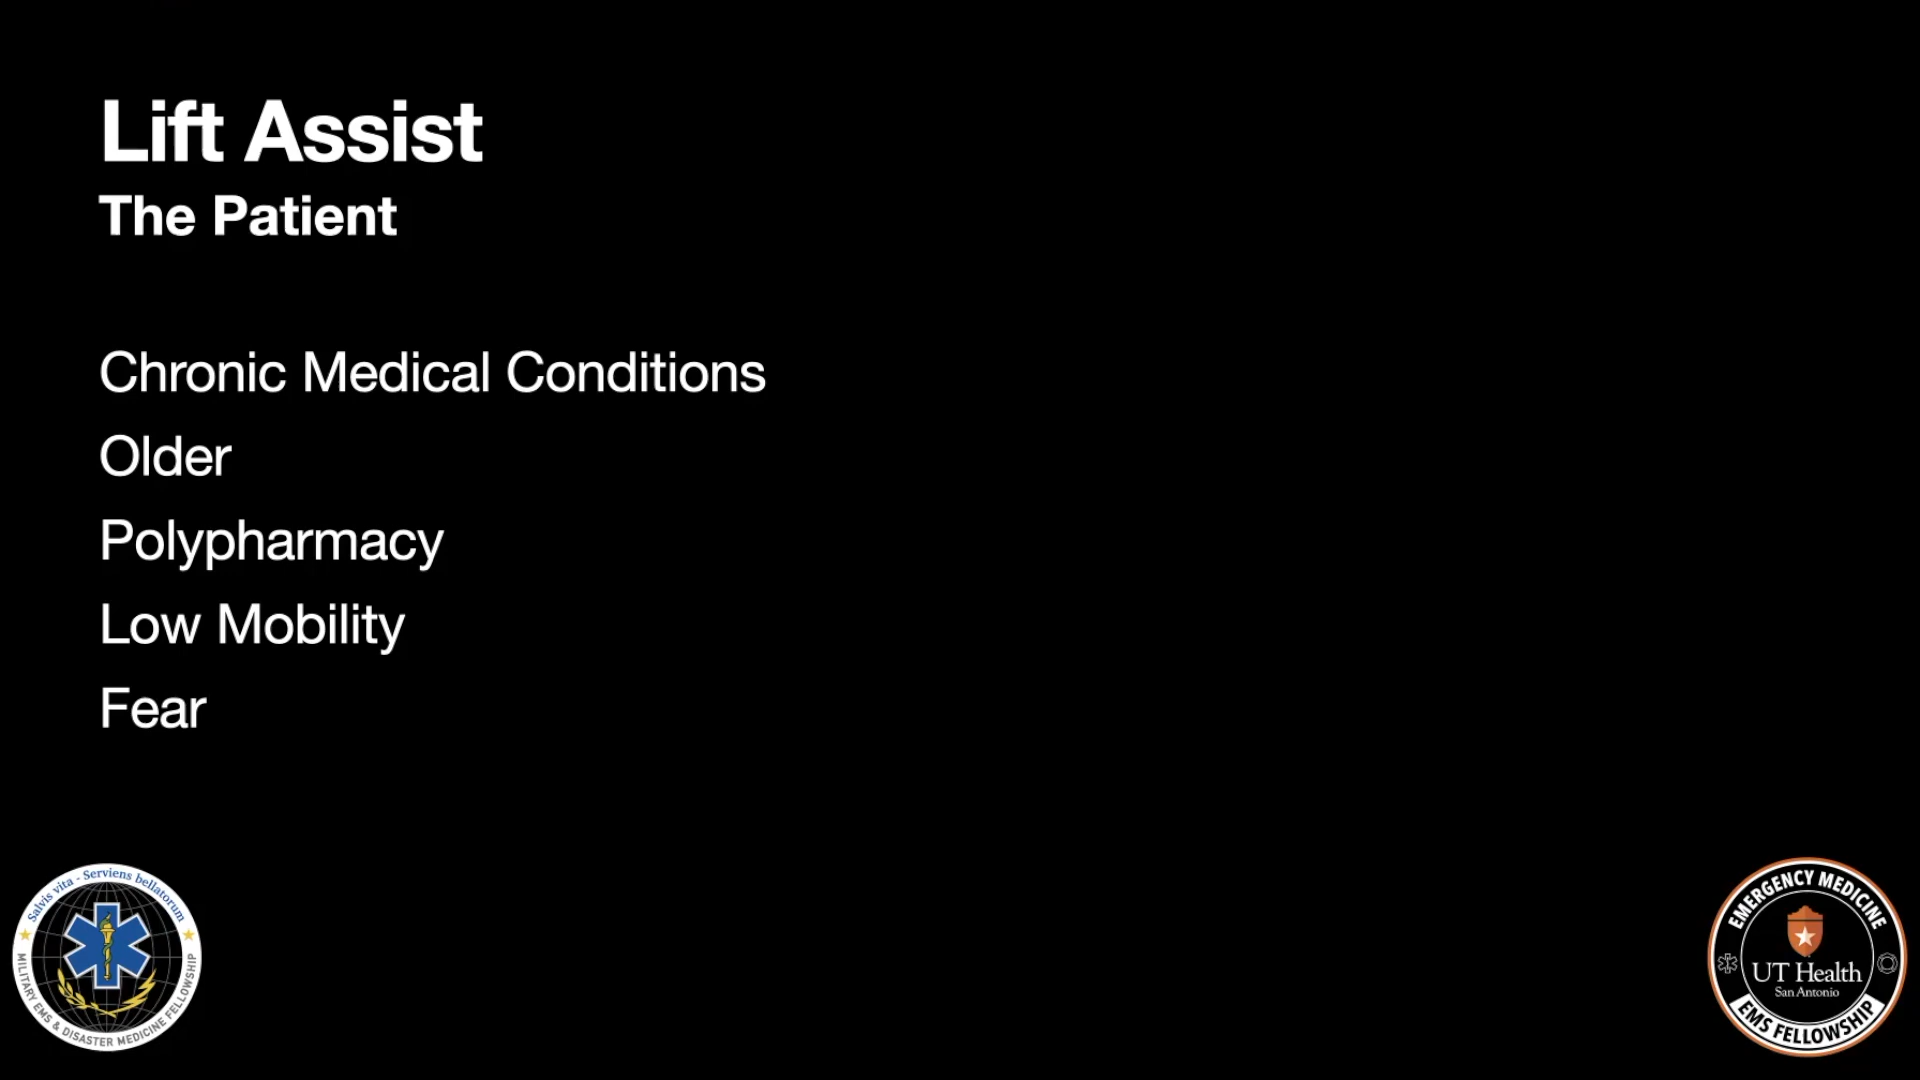 Lift Assist
The Patient
Chronic Medical Conditions
Older
Polypharmacy
Low Mobility
Fear
Salvis vita - Serviens bellatorum
MILITARY EMS & DISASTER MEDICINE FELLOWSHIP
EMERGENCY MEDICINE
UT Health
San Antonio
EMS FELLOWSHIP